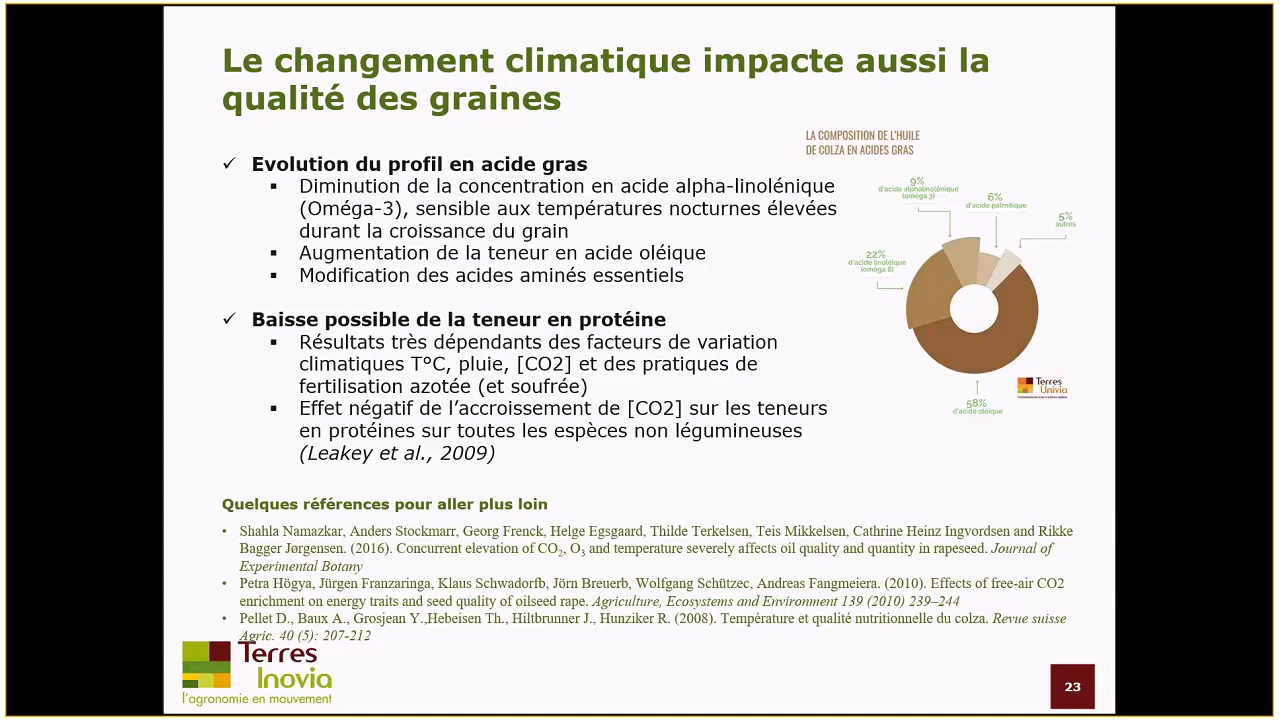 Le changement climatique impacte aussi la
qualité des graines
LA COMPOSITION DE L'HUILE
DE COLZA EN ACIDES GRAS
✓ Evolution du profil en acide gras
▪ Diminution de la concentration en acide alpha-linolénique
(Oméga-3), sensible aux températures nocturnes élevées
durant la croissance du grain
▪ Augmentation de la teneur en acide oléique
▪ Modification des acides aminés essentiels
✓ Baisse possible de la teneur en protéine
▪ Résultats très dépendants des facteurs de variation
climatiques T°C, pluie, [CO2] et des pratiques de
fertilisation azotée (et soufrée)
▪ Effet négatif de l'accroissement de [CO2] sur les teneurs
en protéines sur toutes les espèces non légumineuses
(Leakey et al., 2009)
9%
d'acide alphalinolénique
(oméga 3)
6%
d'acide palmitique
5%
autres
22%
d'acide linoléique
(oméga 6)
58%
d'acide oléique
Terres
Univia
Quelques références pour aller plus loin
• Shahla Namazkar, Anders Stockmarr, Georg Frenck, Helge Egsgaard, Thilde Terkelsen, Teis Mikkelsen, Cathrine Heinz Ingvordsen and Rikke
Bagger Jørgensen. (2016). Concurrent elevation of CO2, O3 and temperature severely affects oil quality and quantity in rapeseed. Journal of
Experimental Botany
• Petra Högya, Jürgen Franzaringa, Klaus Schwadorfb, Jörn Breuerb, Wolfgang Schützec, Andreas Fangmeiera. (2010). Effects of free-air CO2
enrichment on energy traits and seed quality of oilseed rape. Agriculture, Ecosystems and Environment 139 (2010) 239–244
• Pellet D., Baux A., Grosjean Y.,Hebeisen Th., Hiltbrunner J., Hunziker R. (2008). Température et qualité nutritionnelle du colza. Revue suisse
Agric. 40 (5): 207-212
Terres
Inovia
l'agronomie en mouvement
23